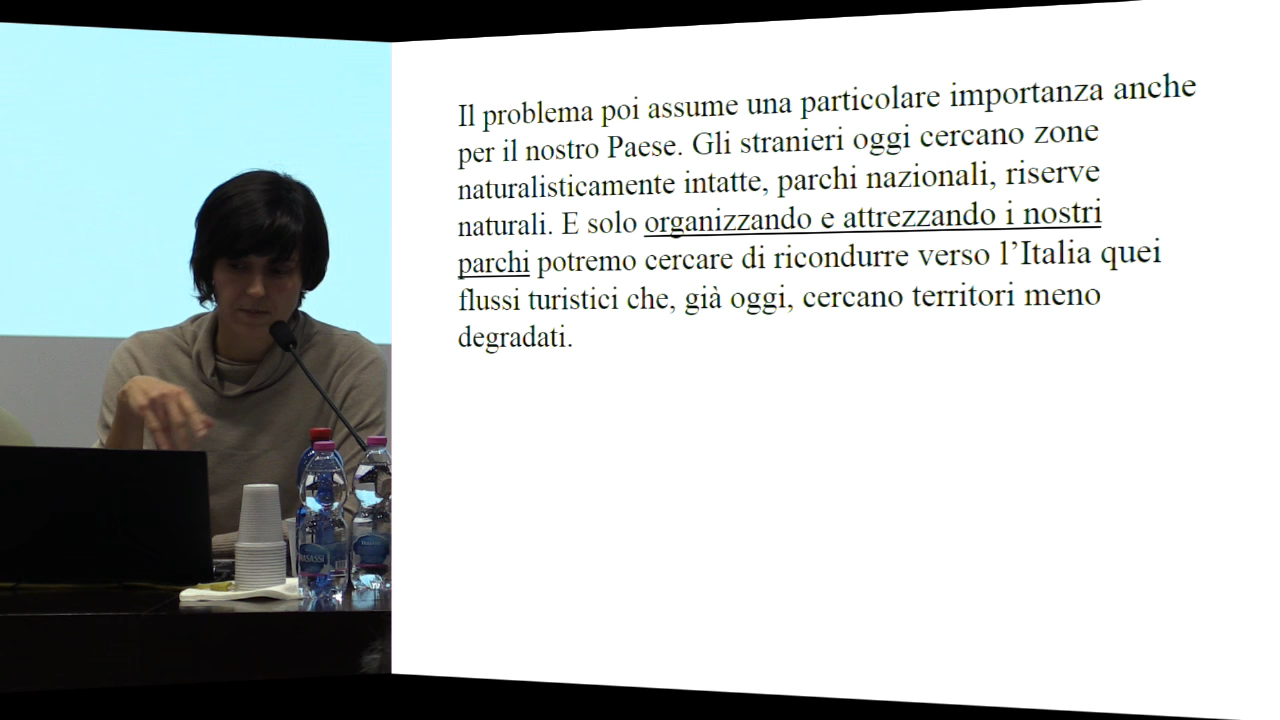 Il problema poi assume una particolare importanza anche
per il nostro Paese. Gli stranieri oggi cercano zone
naturalisticamente intatte, parchi nazionali, riserve
naturali. E solo organizzando e attrezzando i nostri
parchi potremo cercare di ricondurre verso l’Italia quei
flussi turistici che, già oggi, cercano territori meno
degradati.